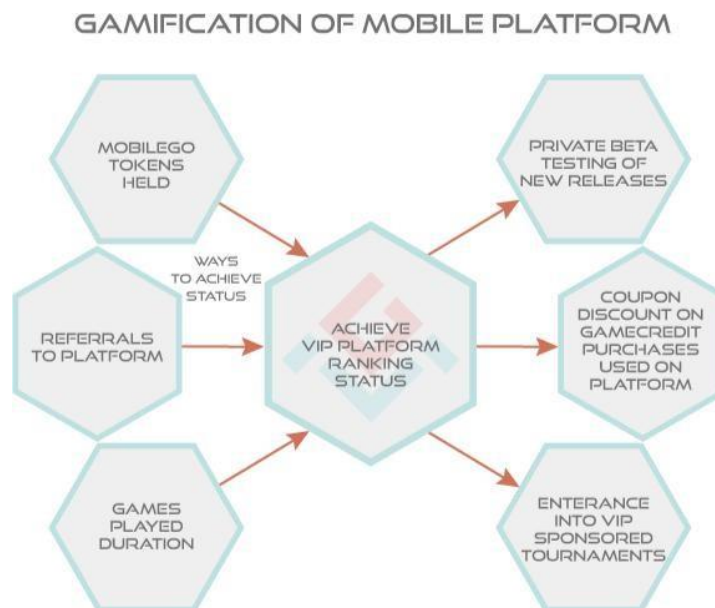 GAMIFICATION OF MOBILE PLATFORM
MOBILEGO
TOKENS
HELD
WAYS
TO ACHIEVE
STATUS
REFERRALS
TO PLATFORM
GAMES
PLAYED
DURATION
ACHIEVE
VIP PLATFORM
RANKING
STATUS
PRIVATE BETA
TESTING OF
NEW RELEASES
COUPON
DISCOUNT ON
GAMECREDIT
PURCHASES
USED ON
PLATFORM
ENTERANCE
INTO VIP
SPONSORED
TOURNAMENTS